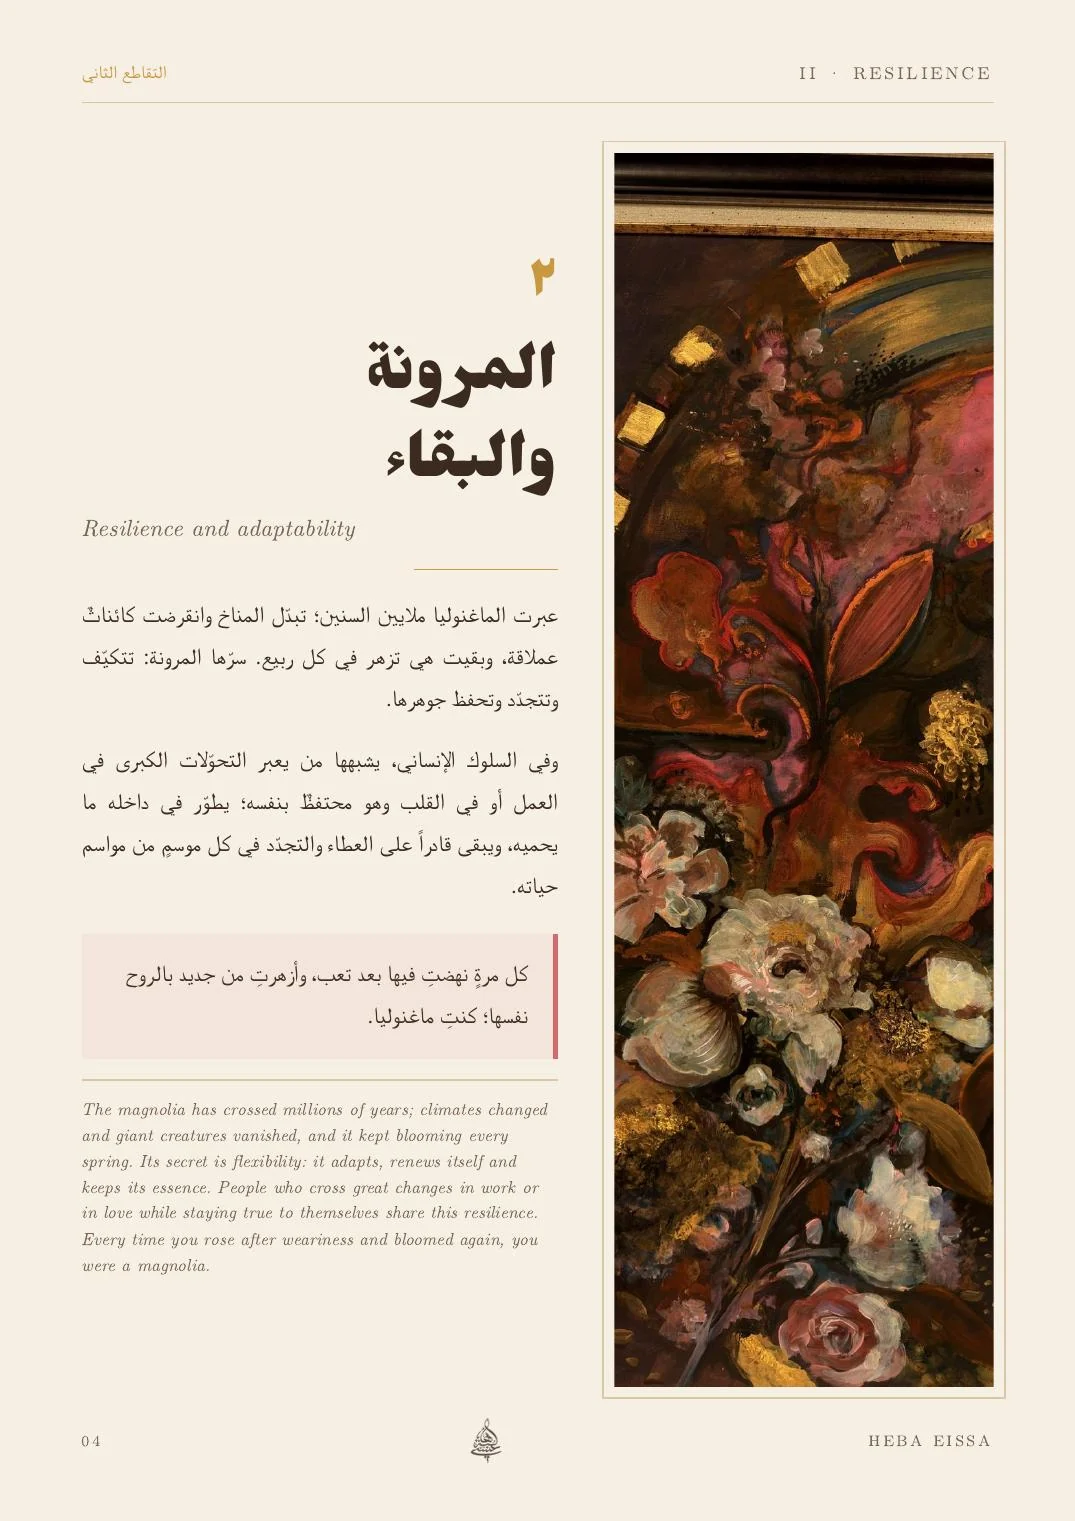 التقاطع الثاني
II · RESILIENCE
٢
المرونة
والبقاء
Resilience and adaptability
عبرت الماغنوليا ملايين السنين؛ تبدّل المناخ وانقرضت كائناتٌ
عملاقة، وبقيت هي تزهر في كل ربيع. سرّها المرونة: تتكيّف
وتتجدّد وتحفظ جوهرها.
وفي السلوك الإنساني، يشبهها من يعبر التحوّلات الكبرى في
العمل أو في القلب وهو محتفظٌ بنفسه؛ يطوّر في داخله ما
يحميه، ويبقى قادراً على العطاء والتجدّد في كل موسمٍ من مواسم
حياته.
كل مرةٍ نهضتِ فيها بعد تعب، وأزهرتِ من جديد بالروح
نفسها؛ كنتِ ماغنوليا.
The magnolia has crossed millions of years; climates changed
and giant creatures vanished, and it kept blooming every
spring. Its secret is flexibility: it adapts, renews itself and
keeps its essence. People who cross great changes in work or
in love while staying true to themselves share this resilience.
Every time you rose after weariness and bloomed again, you
were a magnolia.
04
HEBA EISSA